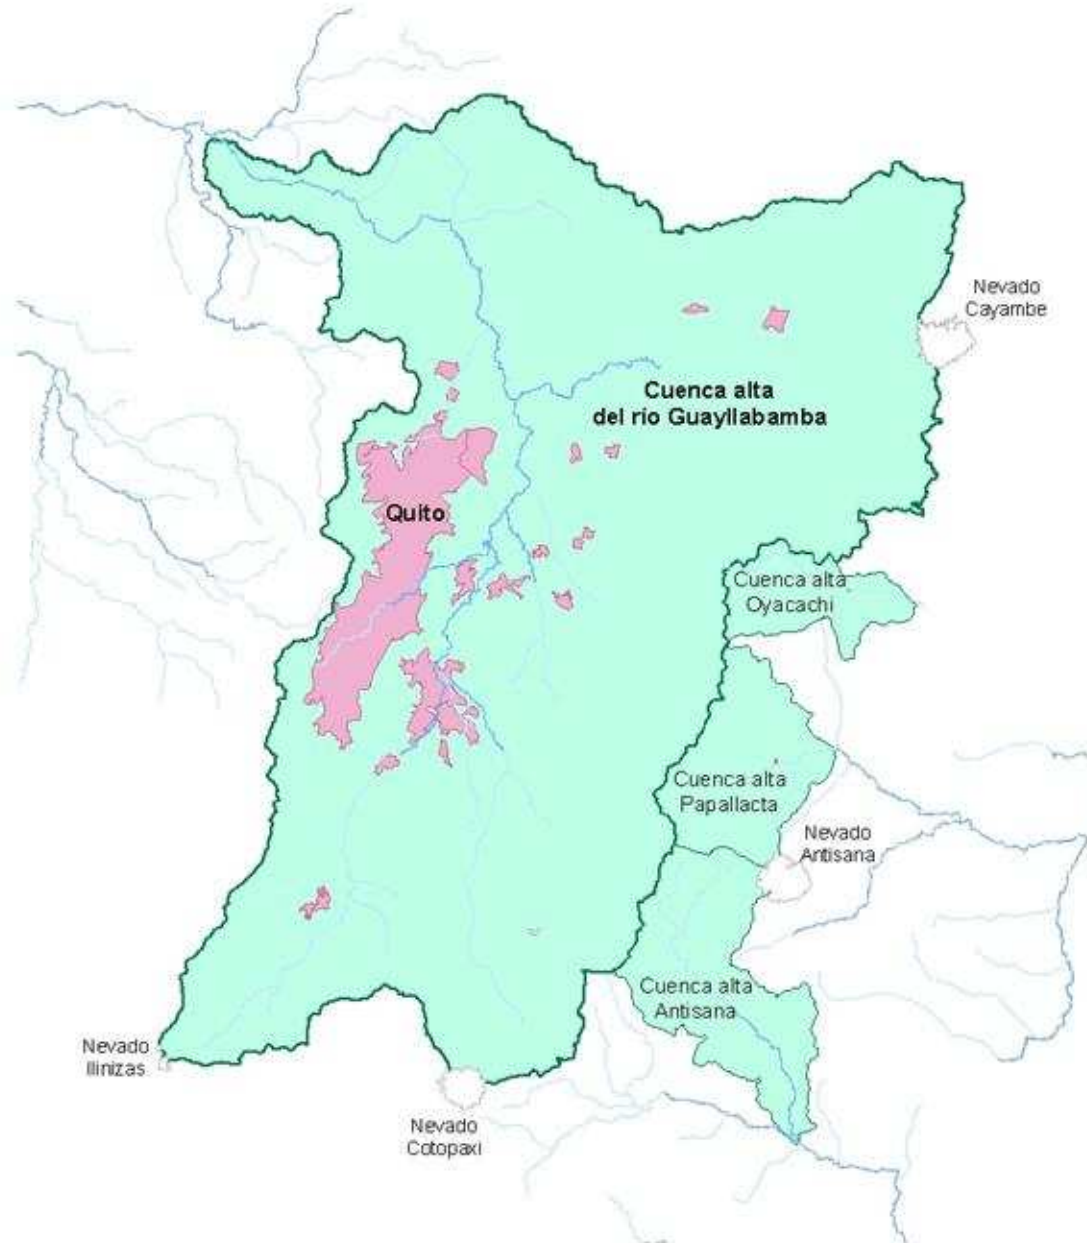 Nevado
Cayambe
Cuenca alta
del río Guayllabamba
Quito
Cuenca alta
Oyacachi
Cuenca alta
Papallacta
Nevado
Antisana
Cuenca alta
Antisana
Nevado
Ilinizas
Nevado
Cotopaxi